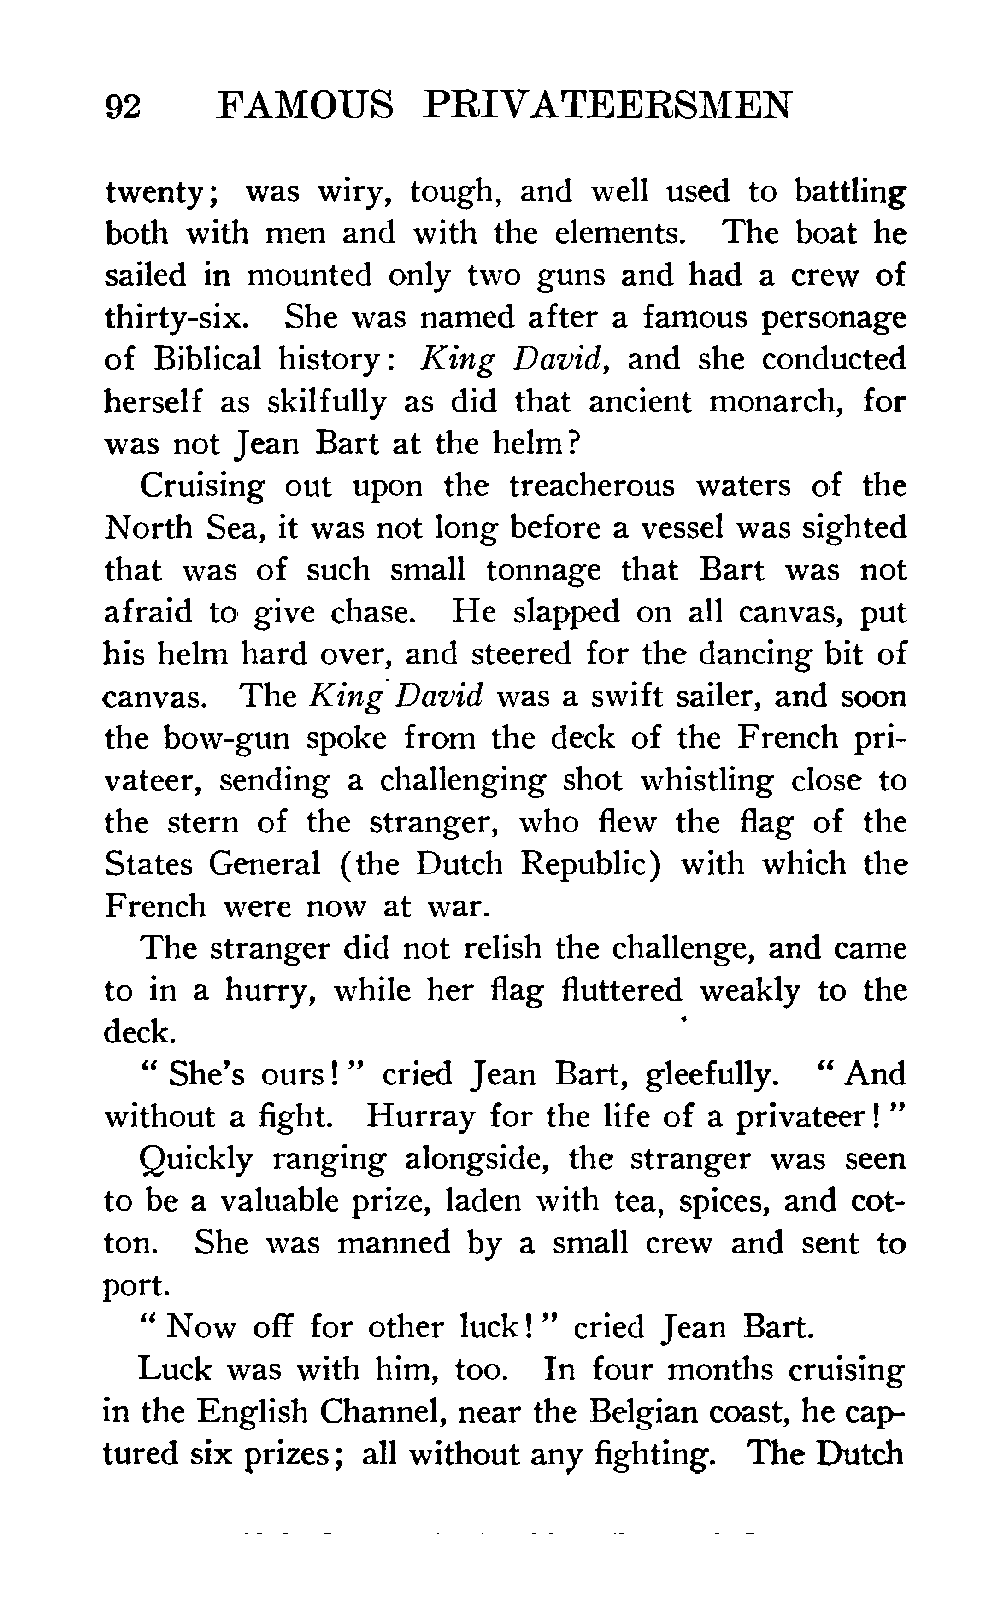 92 FAMOUS PRIVATEERSMEN
twenty; was wiry, tough, and well used to battling
both with men and with the elements. The boat he
sailed in mounted only two guns and had a crew of
thirty-six. She was named after a famous personage
of Biblical history: King David, and she conducted
herself as skilfully as did that ancient monarch, for
was not Jean Bart at the helm?
Cruising out upon the treacherous waters of the
North Sea, it was not long before a vessel was sighted
that was of such small tonnage that Bart was not
afraid to give chase. He slapped on all canvas, put
his helm hard over, and steered for the dancing bit of
canvas. The King David was a swift sailer, and soon
the bow-gun spoke from the deck of the French pri-
vateer, sending a challenging shot whistling close to
the stern of the stranger, who flew the flag of the
States General (the Dutch Republic) with which the
French were now at war.
The stranger did not relish the challenge, and came
to in a hurry, while her flag fluttered weakly to the
deck.
" She's ours! " cried Jean Bart, gleefully. " And
without a fight. Hurray for the life of a privateer! "
Quickly ranging alongside, the stranger was seen
to be a valuable prize, laden with tea, spices, and cot-
ton. She was manned by a small crew and sent to
port.
" Now off for other luck! " cried Jean Bart.
Luck was with him, too. In four months cruising
in the English Channel, near the Belgian coast, he cap-
tured six prizes; all without any fighting. The Dutch